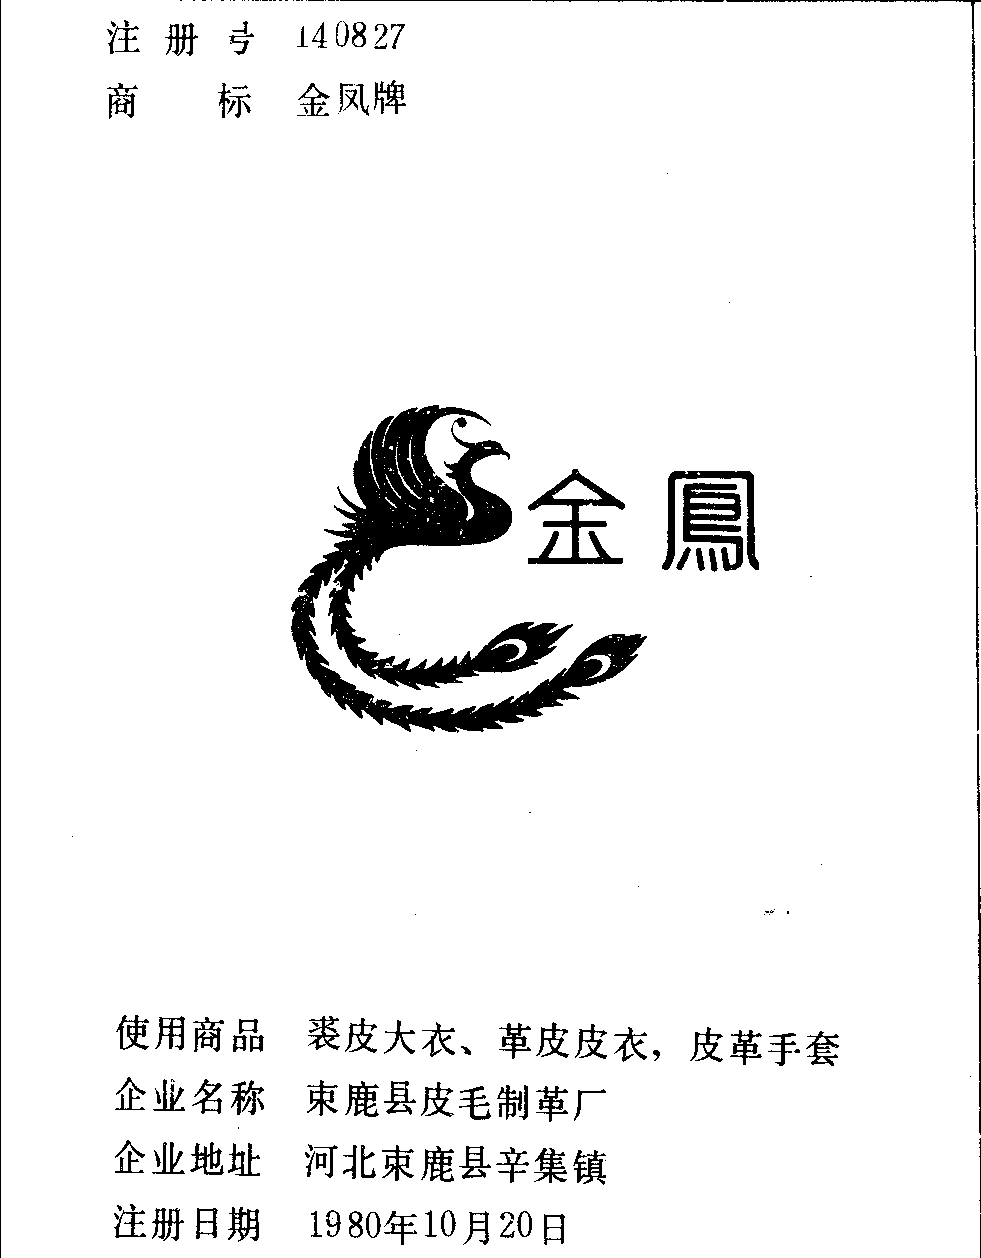 注册号 140827
商标 金凤牌
金鳳
使用商品 裘皮大衣、革皮皮衣，皮革手套
企业名称 束鹿县皮毛制革厂
企业地址 河北束鹿县辛集镇
注册日期 1980年10月20日